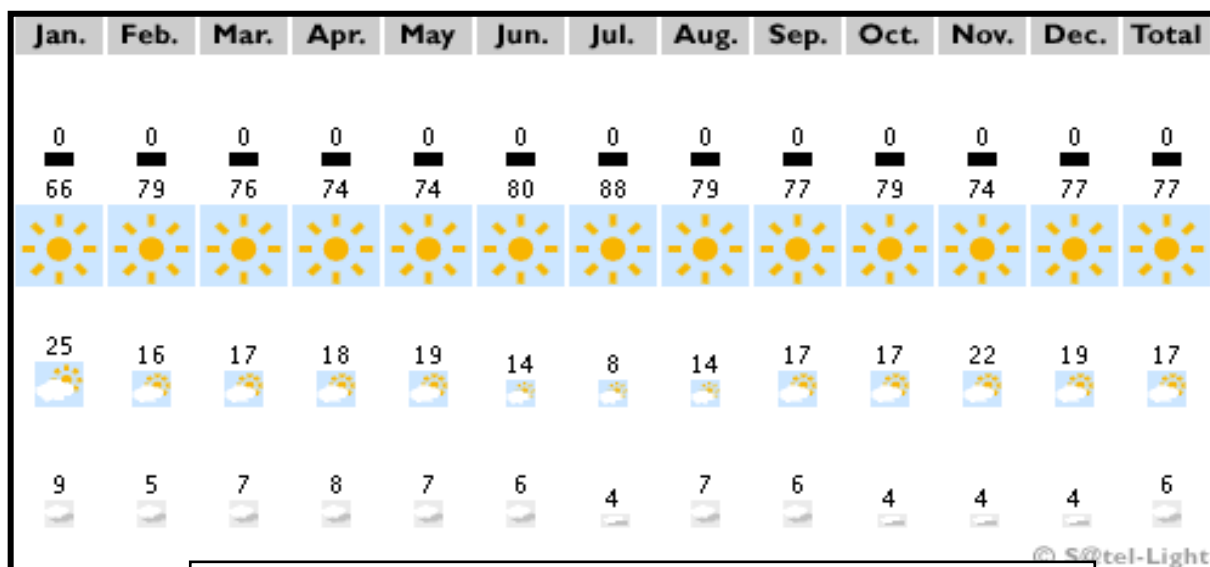 Jan. Feb. Mar. Apr. May Jun. Jul. Aug. Sep. Oct. Nov. Dec. Total
0 0 0 0 0 0 0 0 0 0 0 0 0
66 79 76 74 74 80 88 79 77 79 74 77 77
25 16 17 18 19 14 8 14 17 17 22 19 17
9 5 7 8 7 6 4 7 6 4 4 4 6
© S@tel-Light